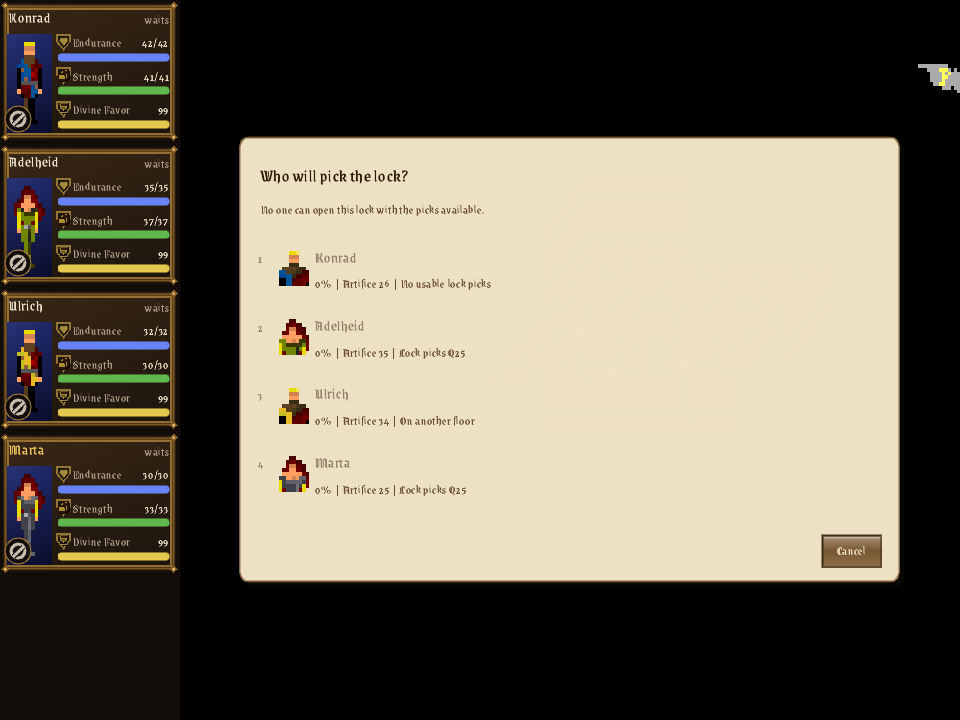 Konrad waits
Endurance 42/42
Strength 41/41
Divine Favor 99
Adelheid waits
Endurance 35/35
Strength 37/37
Divine Favor 99
Ulrich waits
Endurance 32/32
Strength 30/30
Divine Favor 99
Marta waits
Endurance 30/30
Strength 33/33
Divine Favor 99
Who will pick the lock?
No one can open this lock with the picks available.
1 Konrad
0% | Artifice 26 | No usable lock picks
2 Adelheid
0% | Artifice 35 | Lock picks Q25
3 Ulrich
0% | Artifice 34 | On another floor
4 Marta
0% | Artifice 25 | Lock picks Q25
Cancel